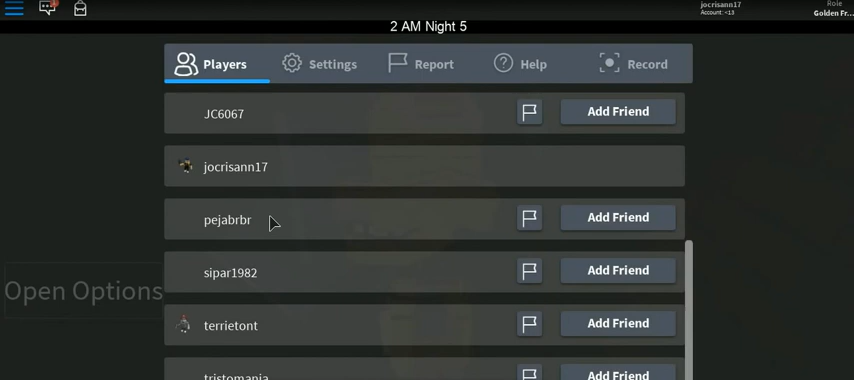 jocrisann17
Account: <13
Role
Golden Fr...
2 AM Night 5
Players
Settings
Report
Help
Record
JC6067
Add Friend
jocrisann17
pejabrbr
Add Friend
sipar1982
Add Friend
Open Options
terrietont
Add Friend
tristomania
Add Friend